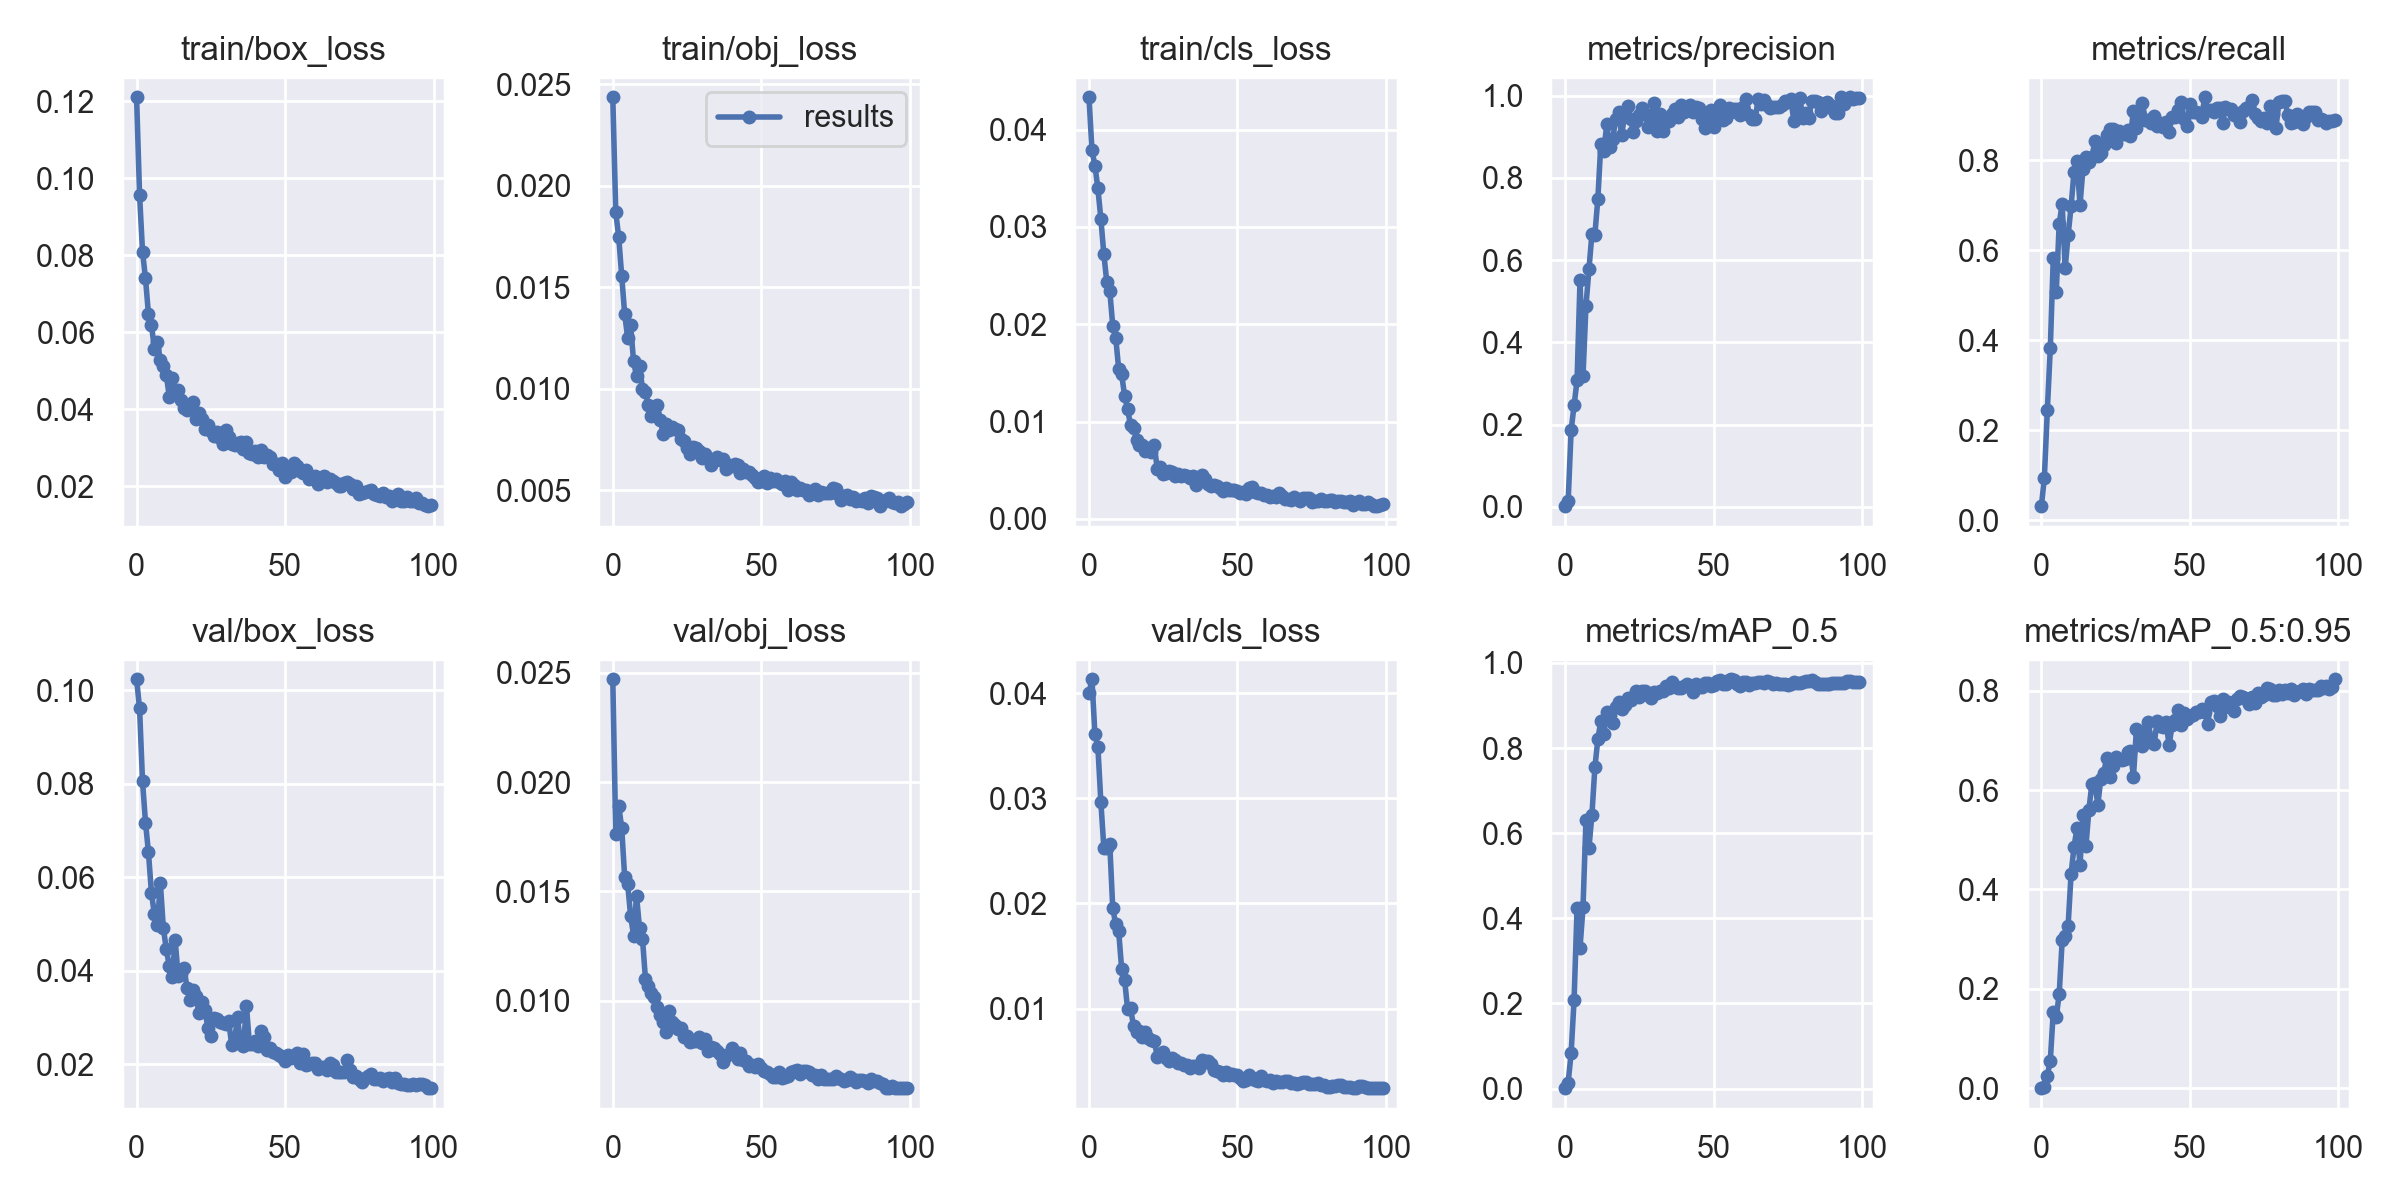 train/box_loss
train/obj_loss
train/cls_loss
metrics/precision
metrics/recall
0.12
0.10
0.08
0.06
0.04
0.02
0 50 100
0.025
0.020
0.015
0.010
0.005
results
0 50 100
0.04
0.03
0.02
0.01
0.00
0 50 100
1.0
0.8
0.6
0.4
0.2
0.0
0 50 100
0.8
0.6
0.4
0.2
0.0
0 50 100
val/box_loss
val/obj_loss
val/cls_loss
metrics/mAP_0.5
metrics/mAP_0.5:0.95
0.10
0.08
0.06
0.04
0.02
0 50 100
0.025
0.020
0.015
0.010
0 50 100
0.04
0.03
0.02
0.01
0 50 100
1.0
0.8
0.6
0.4
0.2
0.0
0 50 100
0.8
0.6
0.4
0.2
0.0
0 50 100